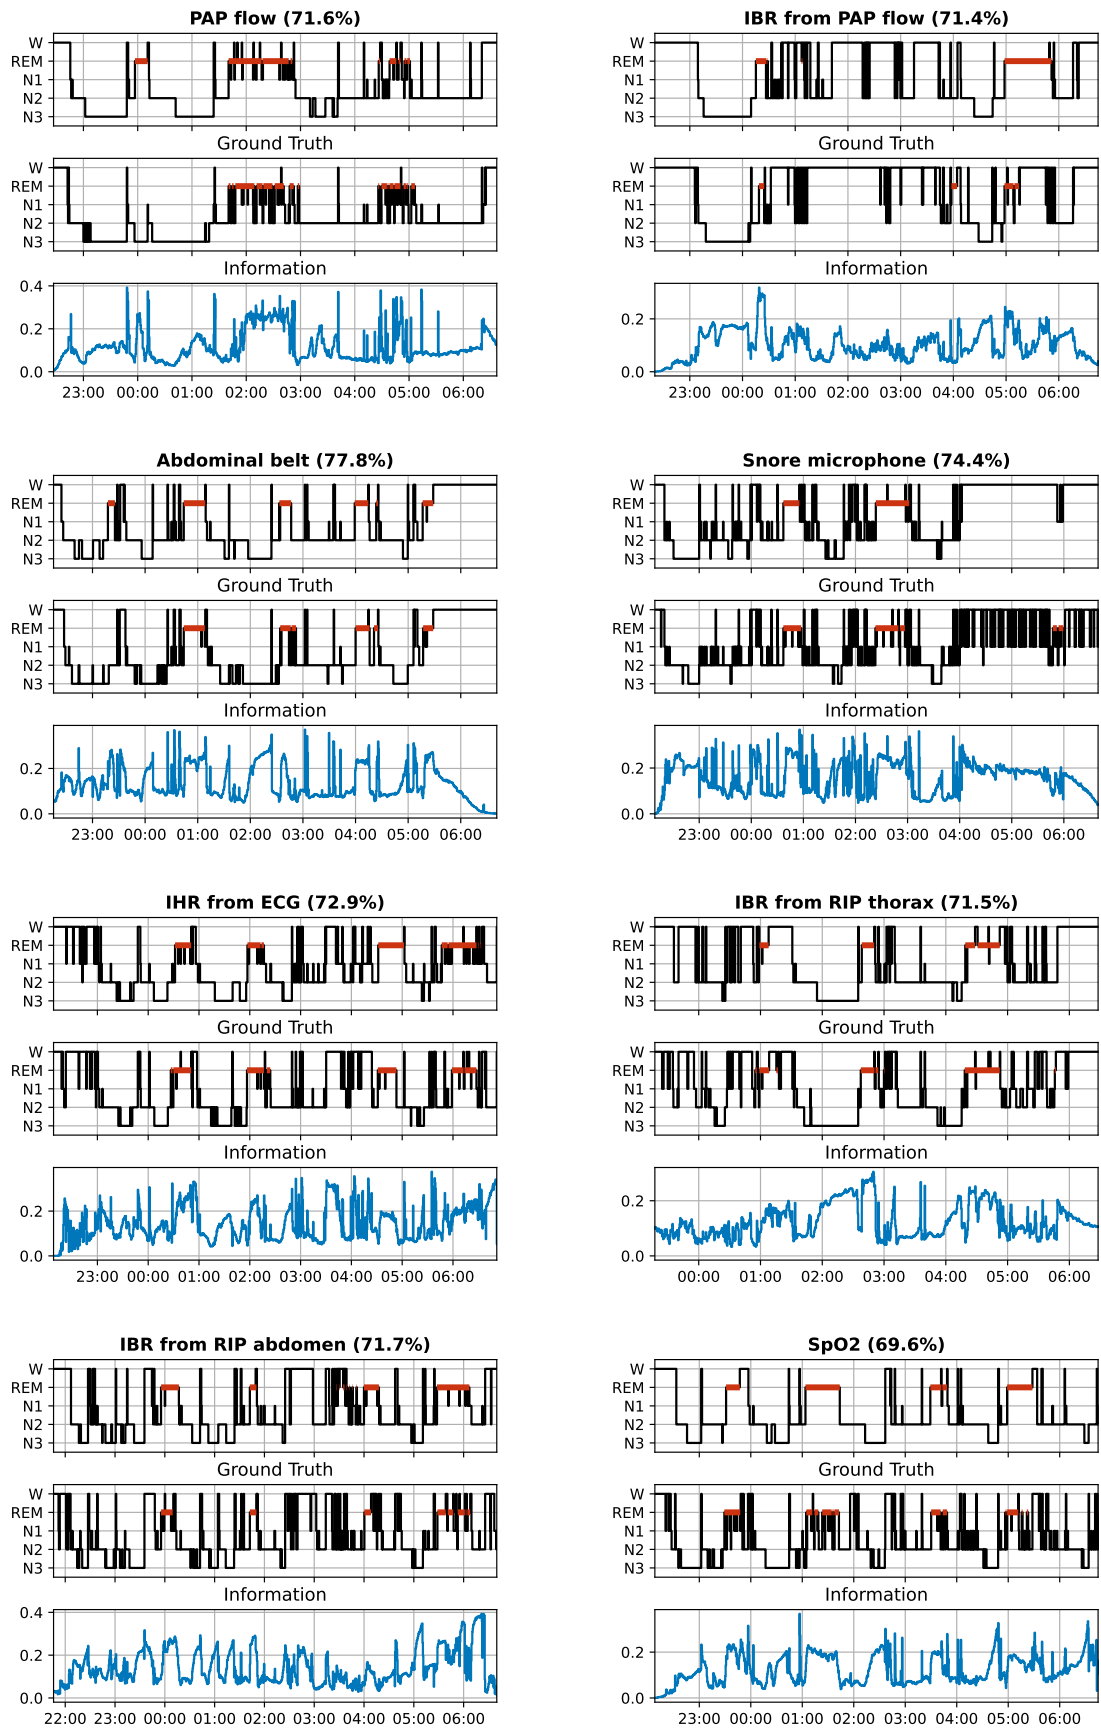 PAP flow (71.6%)
W
REM
N1
N2
N3
Ground Truth
W
REM
N1
N2
N3
Information
0.4
0.2
0.0
23:00 00:00 01:00 02:00 03:00 04:00 05:00 06:00
IBR from PAP flow (71.4%)
W
REM
N1
N2
N3
Ground Truth
W
REM
N1
N2
N3
Information
0.2
0.0
23:00 00:00 01:00 02:00 03:00 04:00 05:00 06:00
Abdominal belt (77.8%)
W
REM
N1
N2
N3
Ground Truth
W
REM
N1
N2
N3
Information
0.2
0.0
23:00 00:00 01:00 02:00 03:00 04:00 05:00 06:00
Snore microphone (74.4%)
W
REM
N1
N2
N3
Ground Truth
W
REM
N1
N2
N3
Information
0.2
0.0
23:00 00:00 01:00 02:00 03:00 04:00 05:00 06:00
IHR from ECG (72.9%)
W
REM
N1
N2
N3
Ground Truth
W
REM
N1
N2
N3
Information
0.2
0.0
23:00 00:00 01:00 02:00 03:00 04:00 05:00 06:00
IBR from RIP thorax (71.5%)
W
REM
N1
N2
N3
Ground Truth
W
REM
N1
N2
N3
Information
0.2
0.0
00:00 01:00 02:00 03:00 04:00 05:00 06:00
IBR from RIP abdomen (71.7%)
W
REM
N1
N2
N3
Ground Truth
W
REM
N1
N2
N3
Information
0.4
0.2
0.0
22:00 23:00 00:00 01:00 02:00 03:00 04:00 05:00 06:00
SpO2 (69.6%)
W
REM
N1
N2
N3
Ground Truth
W
REM
N1
N2
N3
Information
0.2
0.0
23:00 00:00 01:00 02:00 03:00 04:00 05:00 06:00